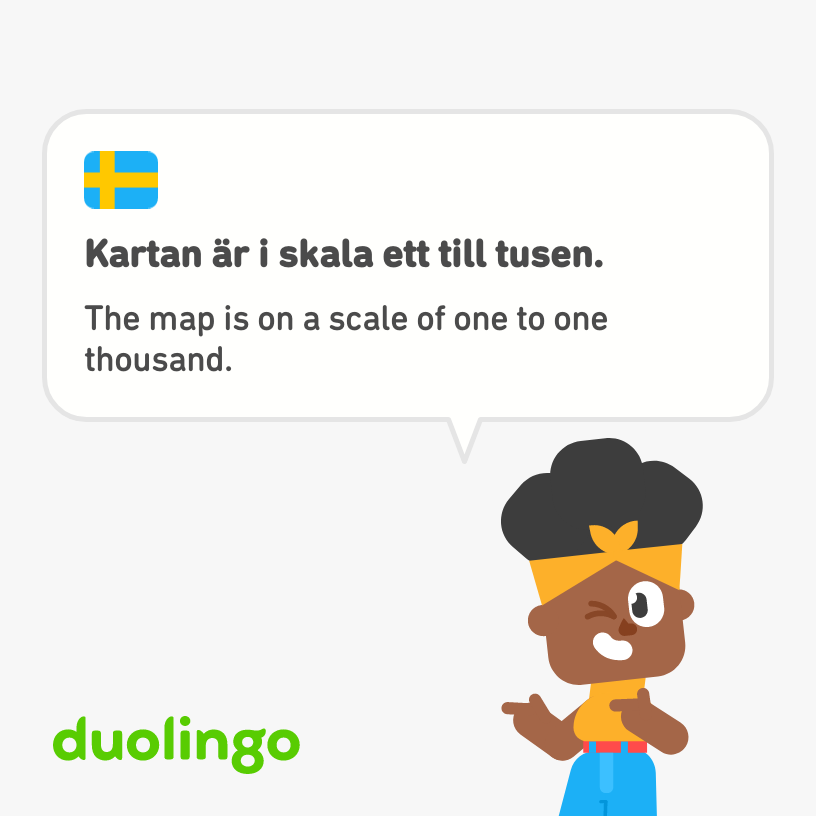 Kartan är i skala ett till tusen.
The map is on a scale of one to one
thousand.
duolingo